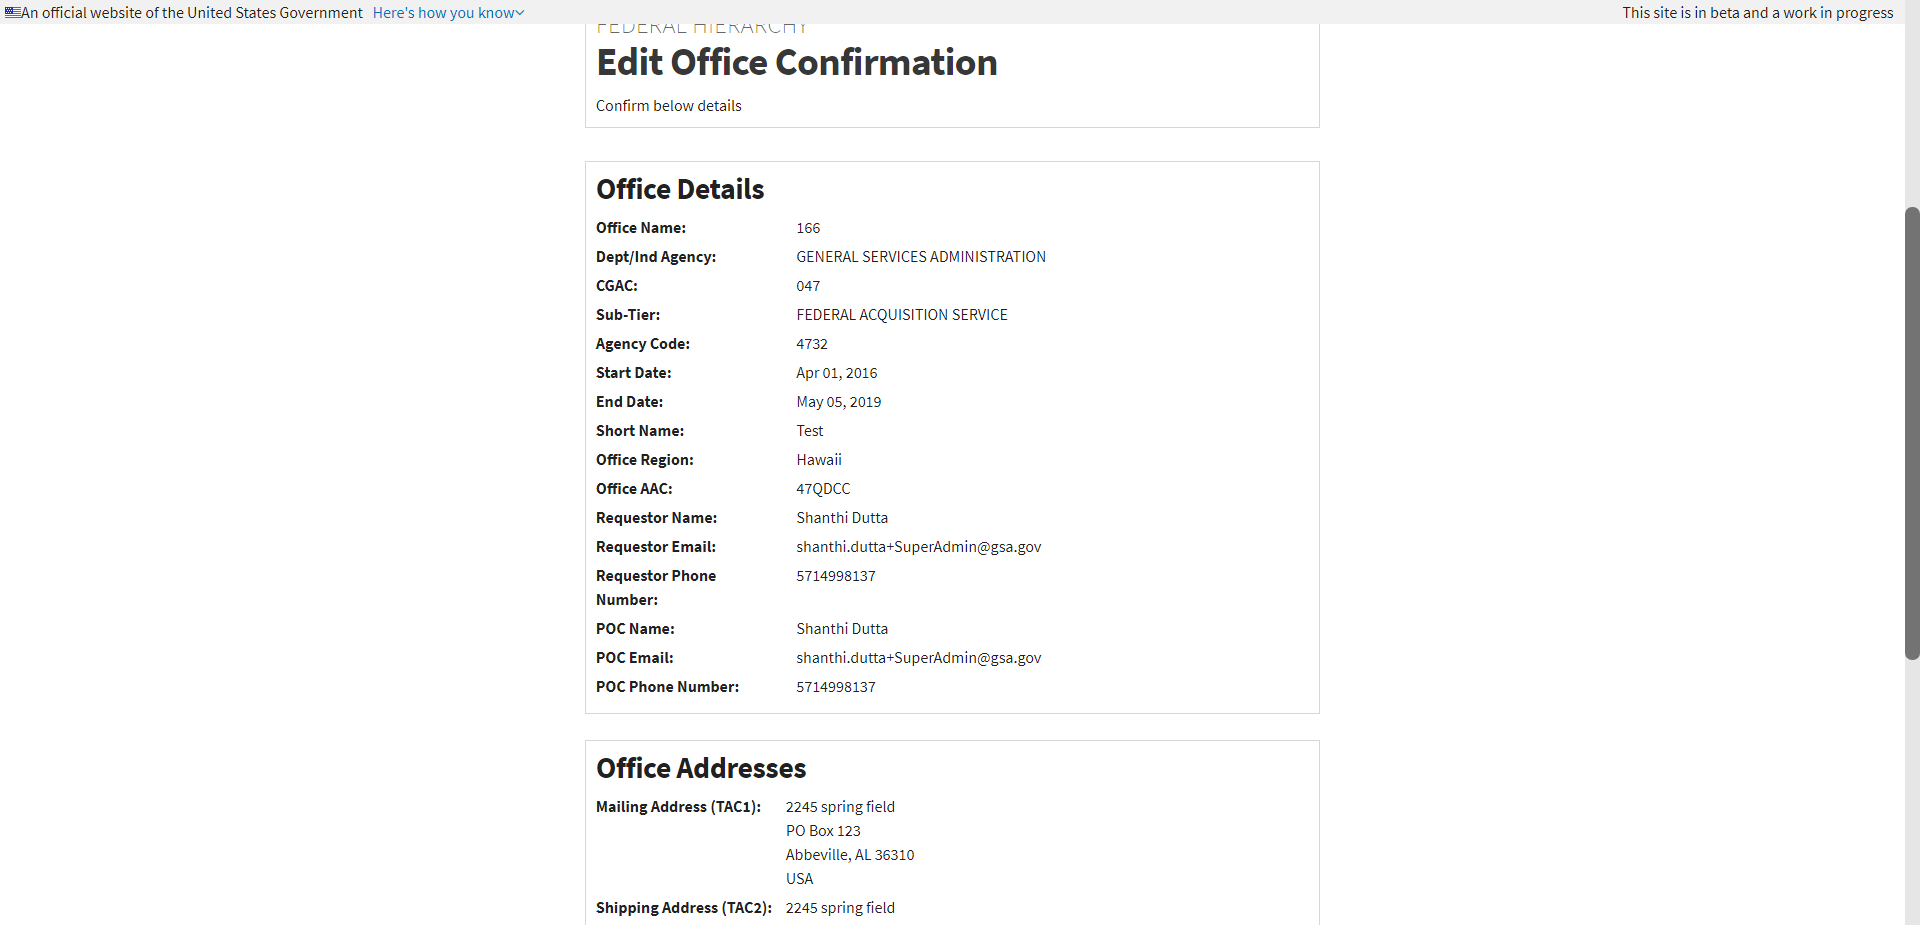 An official website of the United States Government Here's how you know
This site is in beta and a work in progress
FEDERAL HIERARCHY
Edit Office Confirmation
Confirm below details
Office Details
Office Name: 166
Dept/Ind Agency: GENERAL SERVICES ADMINISTRATION
CGAC: 047
Sub-Tier: FEDERAL ACQUISITION SERVICE
Agency Code: 4732
Start Date: Apr 01, 2016
End Date: May 05, 2019
Short Name: Test
Office Region: Hawaii
Office AAC: 47QDCC
Requestor Name: Shanthi Dutta
Requestor Email: shanthi.dutta+SuperAdmin@gsa.gov
Requestor Phone 5714998137
Number:
POC Name: Shanthi Dutta
POC Email: shanthi.dutta+SuperAdmin@gsa.gov
POC Phone Number: 5714998137
Office Addresses
Mailing Address (TAC1): 2245 spring field
PO Box 123
Abbeville, AL 36310
USA
Shipping Address (TAC2): 2245 spring field